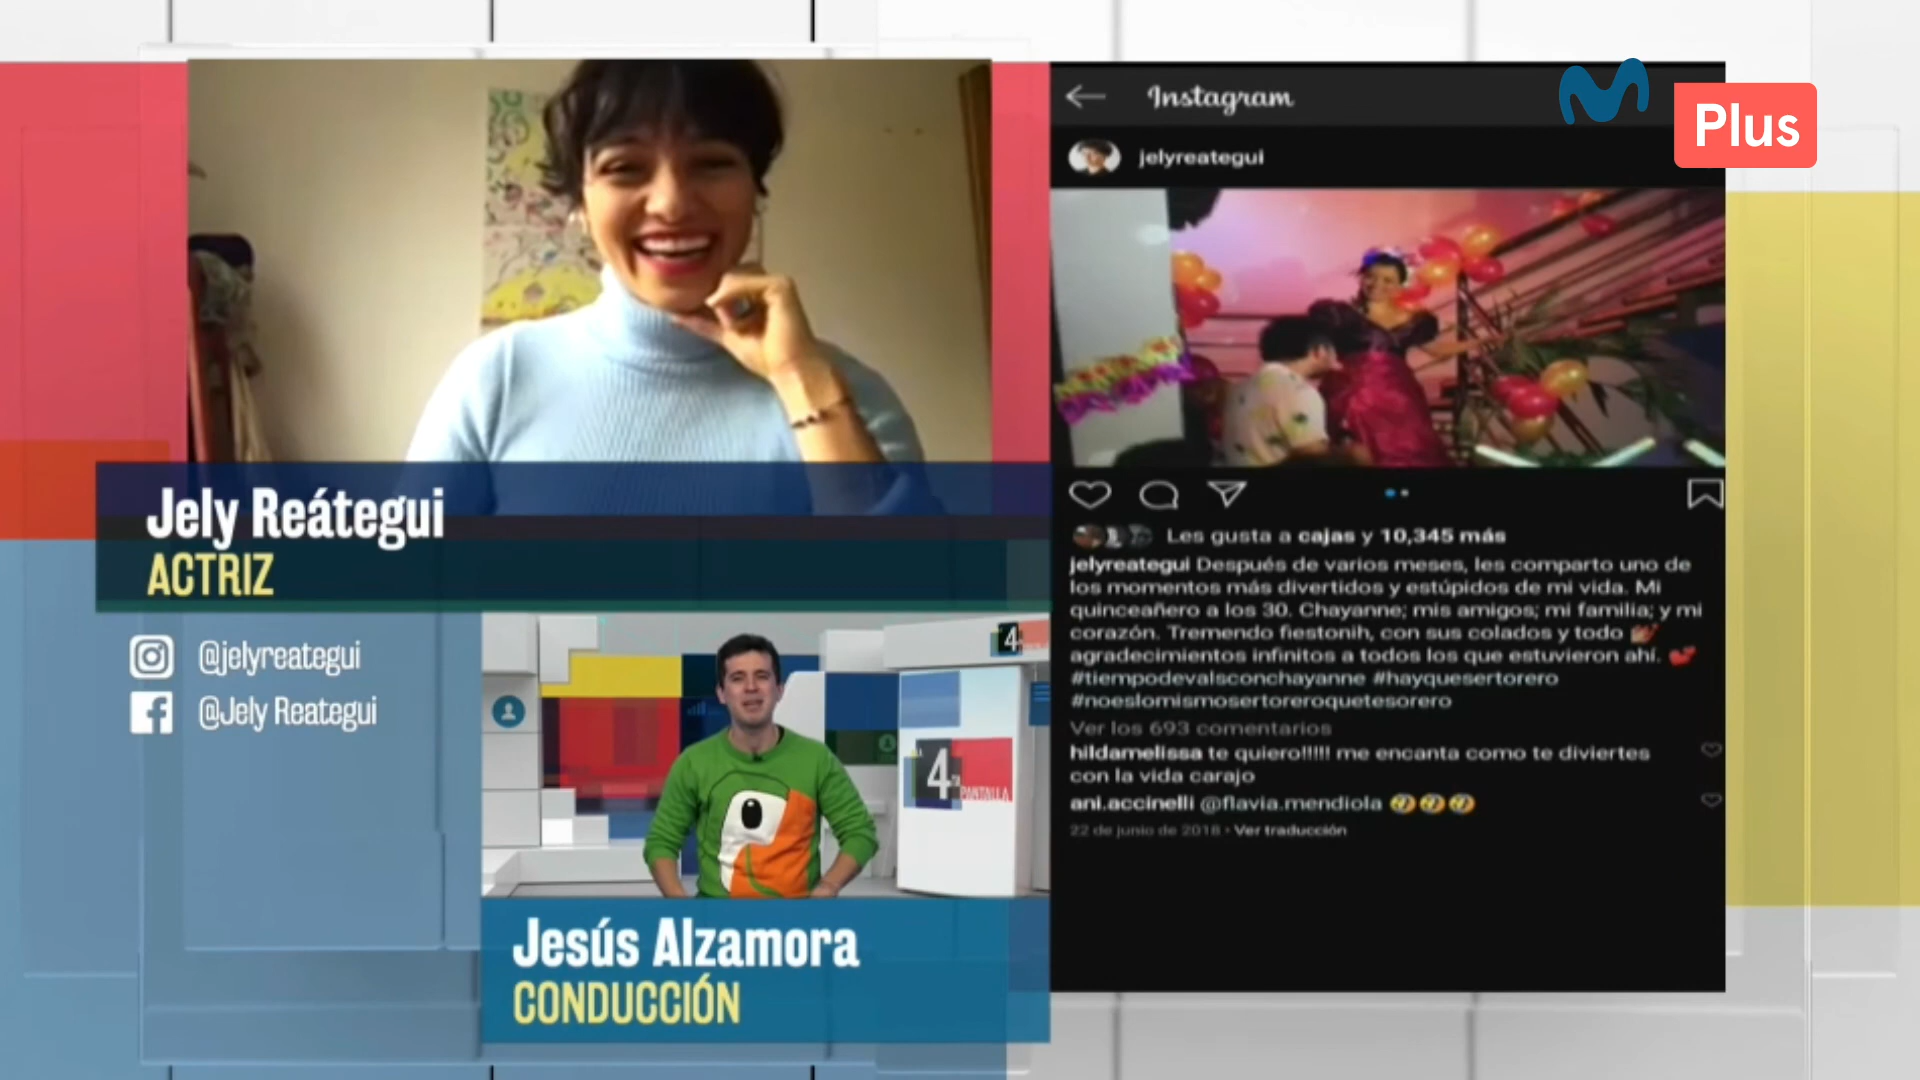 Plus
Instagram
jelyreategui
Jely Reátegui
ACTRIZ
@jelyreategui
@Jely Reategui
4
4
TA
PANTALLA
Jesús Alzamora
CONDUCCIÓN
Les gusta a cajas y 10,345 más
jelyreategui Después de varios meses, les comparto uno de
los momentos más divertidos y estúpidos de mi vida. Mi
quinceañero a los 30. Chayanne; mis amigos; mi familia; y mi
corazón. Tremendo fiestonih, con sus colados y todo 💅
agradecimientos infinitos a todos los que estuvieron ahí. 💕
#tiempodevalsconchayanne #hayquesertorero
#noeslomismosertoreroquetesorero
Ver los 693 comentarios
hildamelissa te quiero!!!!! me encanta como te diviertes
con la vida carajo
ani.accinelli @flavia.mendiola 🤣🤣🤣
22 de junio de 2018 • Ver traducción